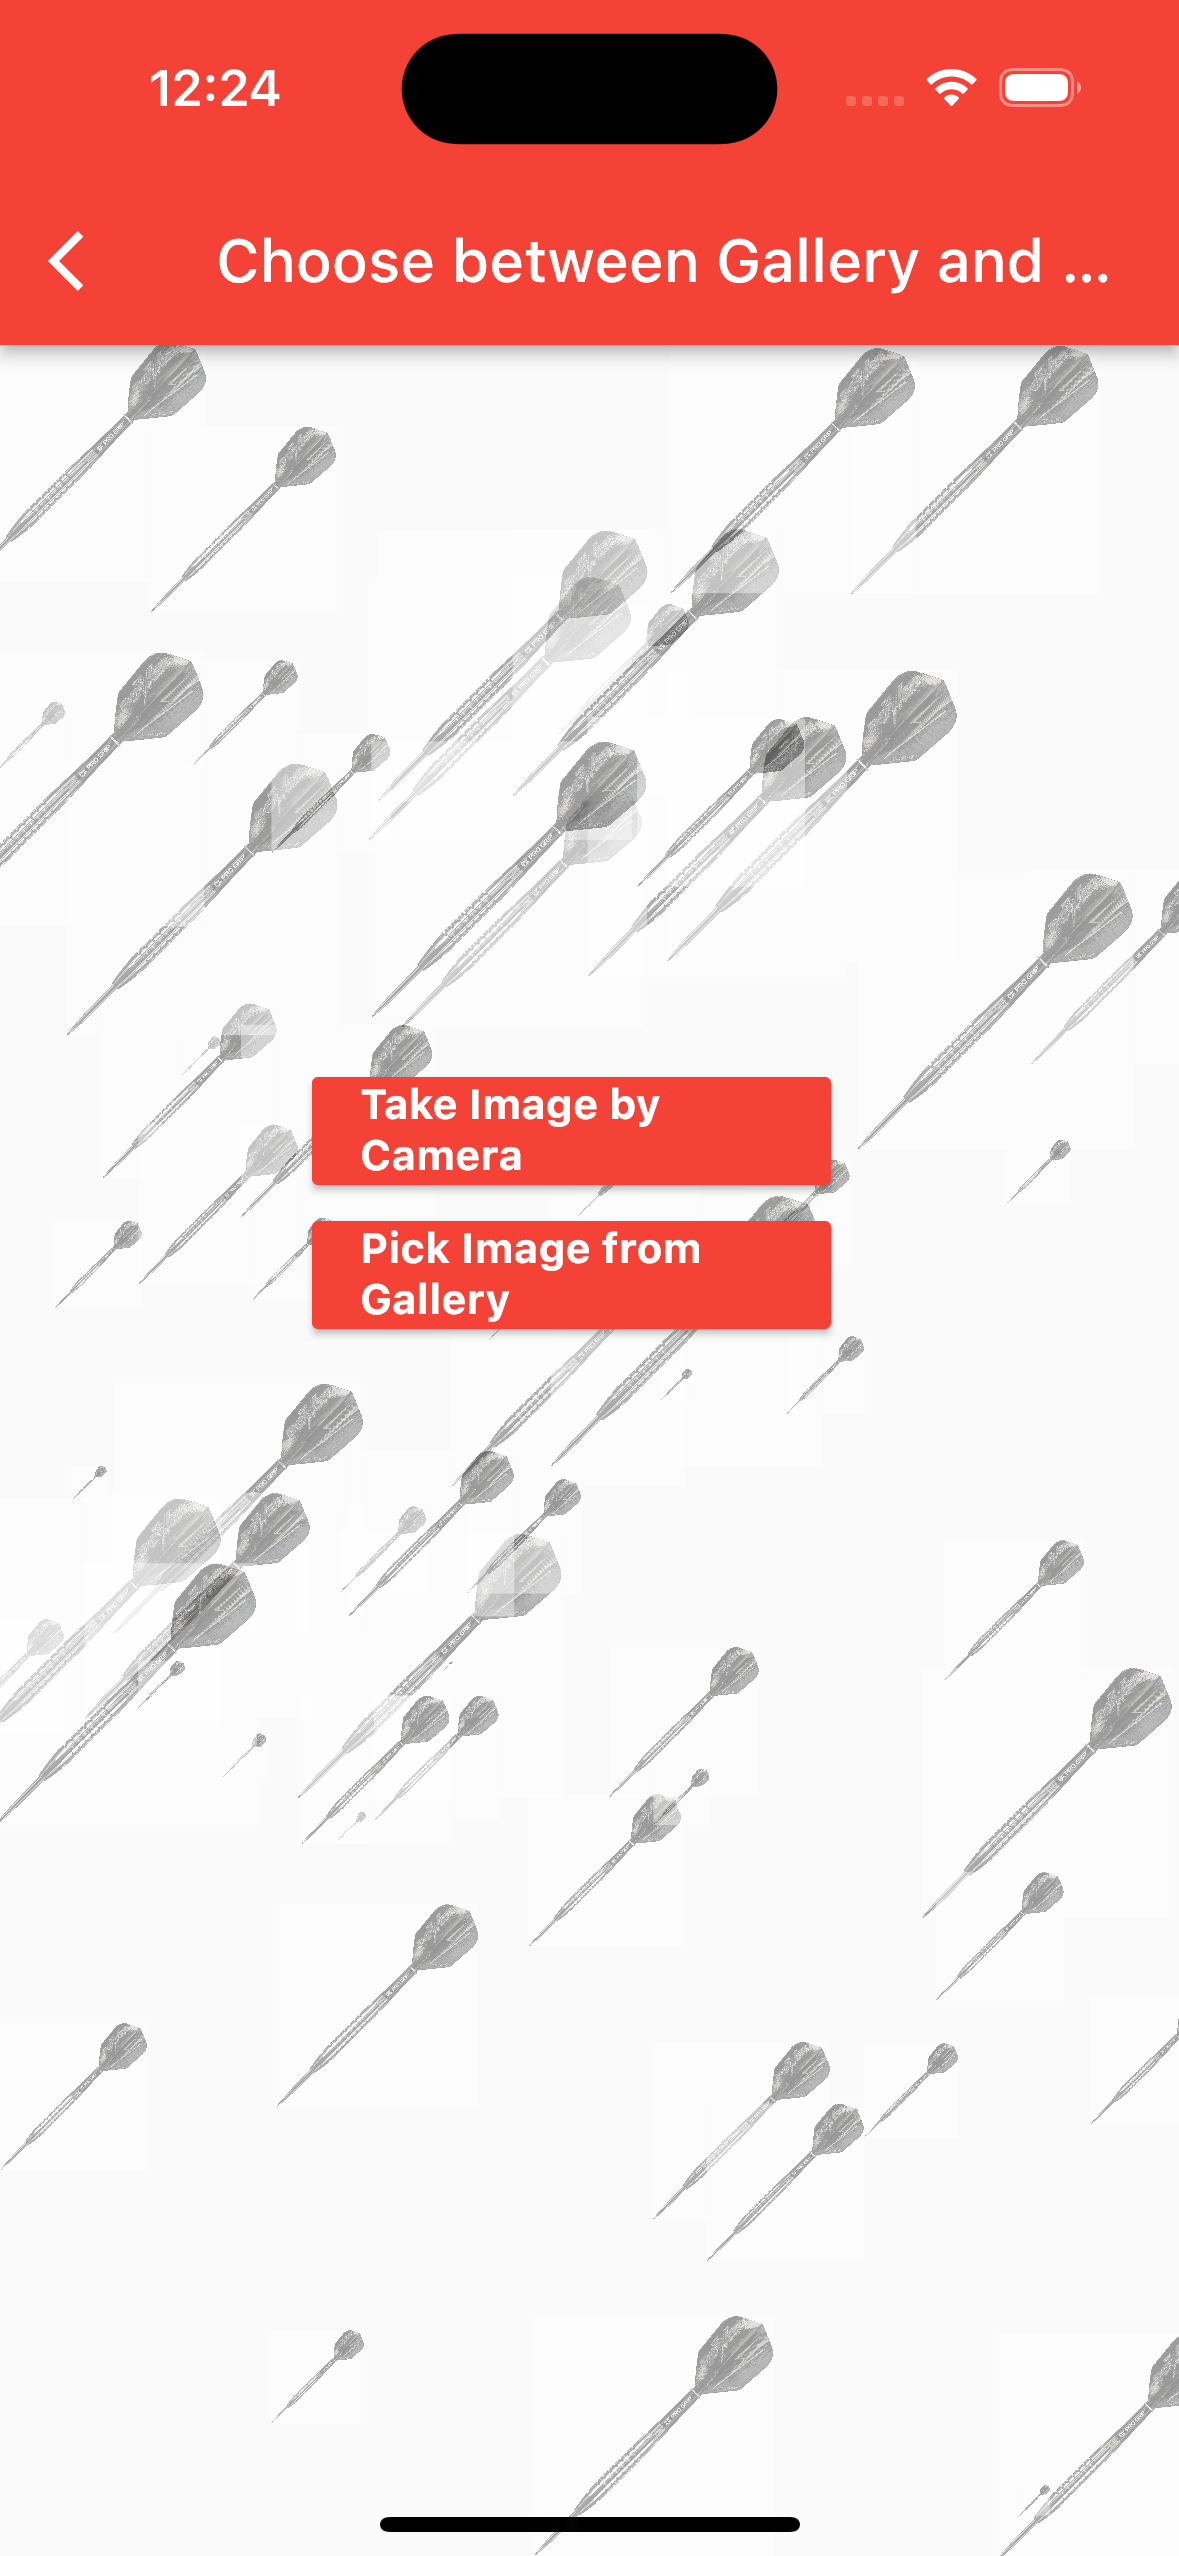 12:24
Choose between Gallery and ...
Take Image by
Camera
Pick Image from
Gallery